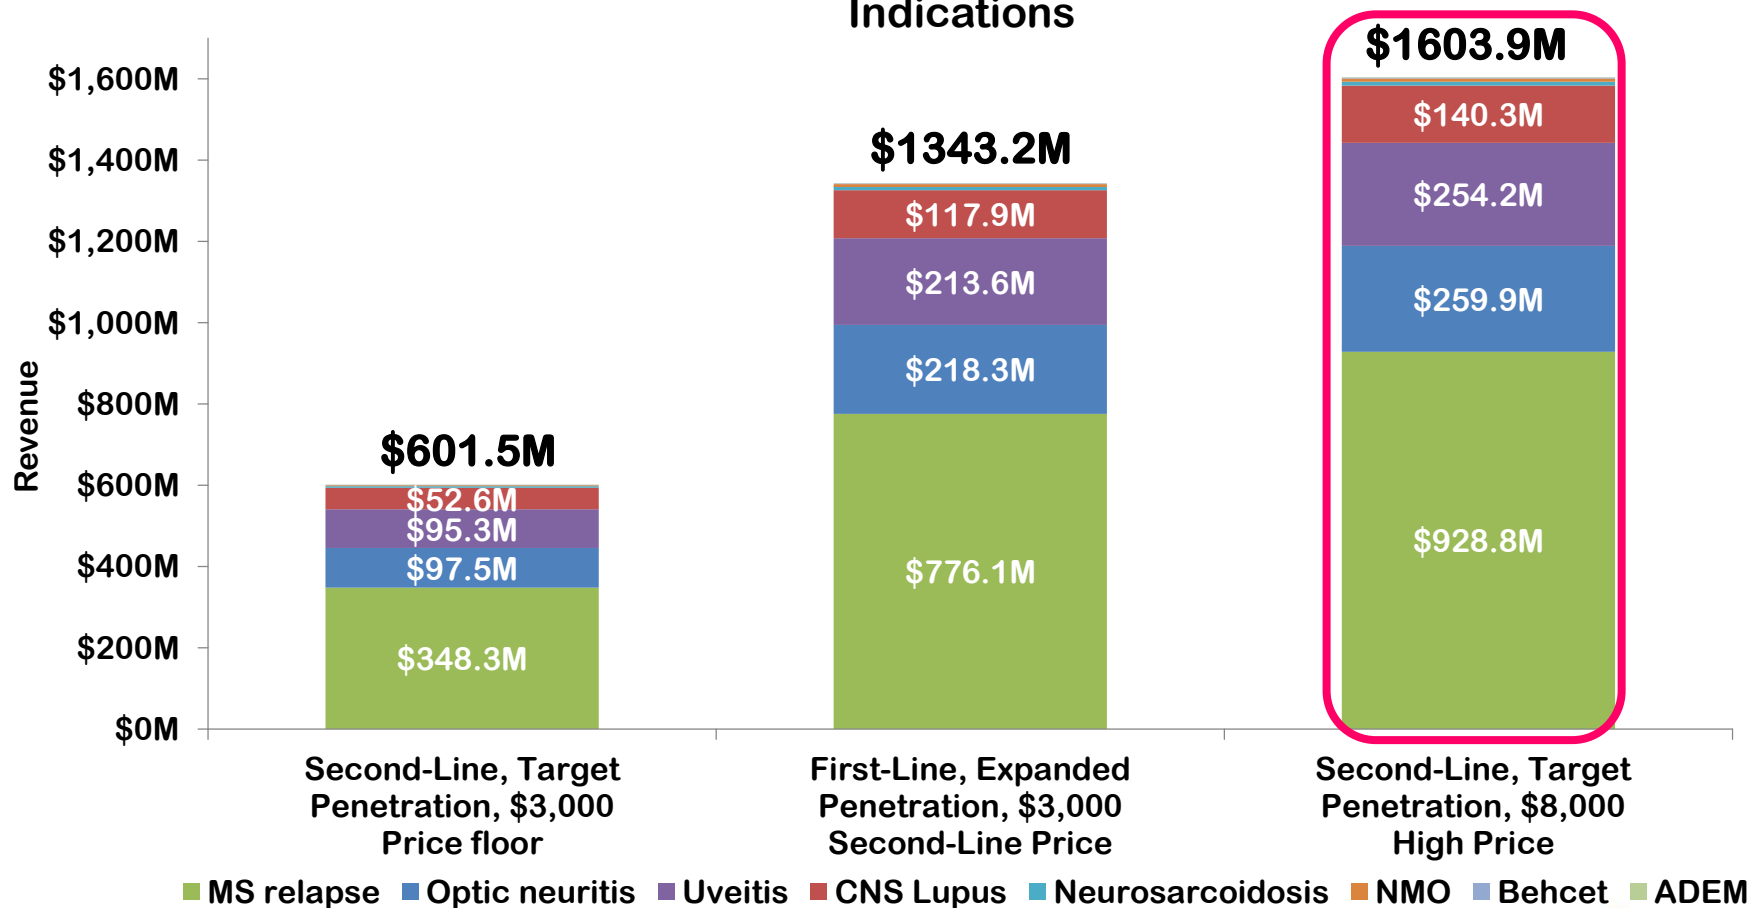 Indications
$1603.9M
$1,600M
$140.3M
$1343.2M
$1,400M
$254.2M
$117.9M
$1,200M
$213.6M
$259.9M
$1,000M
$218.3M
$800M
$601.5M
$600M
$52.6M
$95.3M
$928.8M
$400M
$97.5M
$776.1M
$200M
$348.3M
$0M
Revenue
Second-Line, Target
Penetration, $3,000
Price floor
First-Line, Expanded
Penetration, $3,000
Second-Line Price
Second-Line, Target
Penetration, $8,000
High Price
MS relapse Optic neuritis Uveitis CNS Lupus Neurosarcoidosis NMO Behcet ADEM